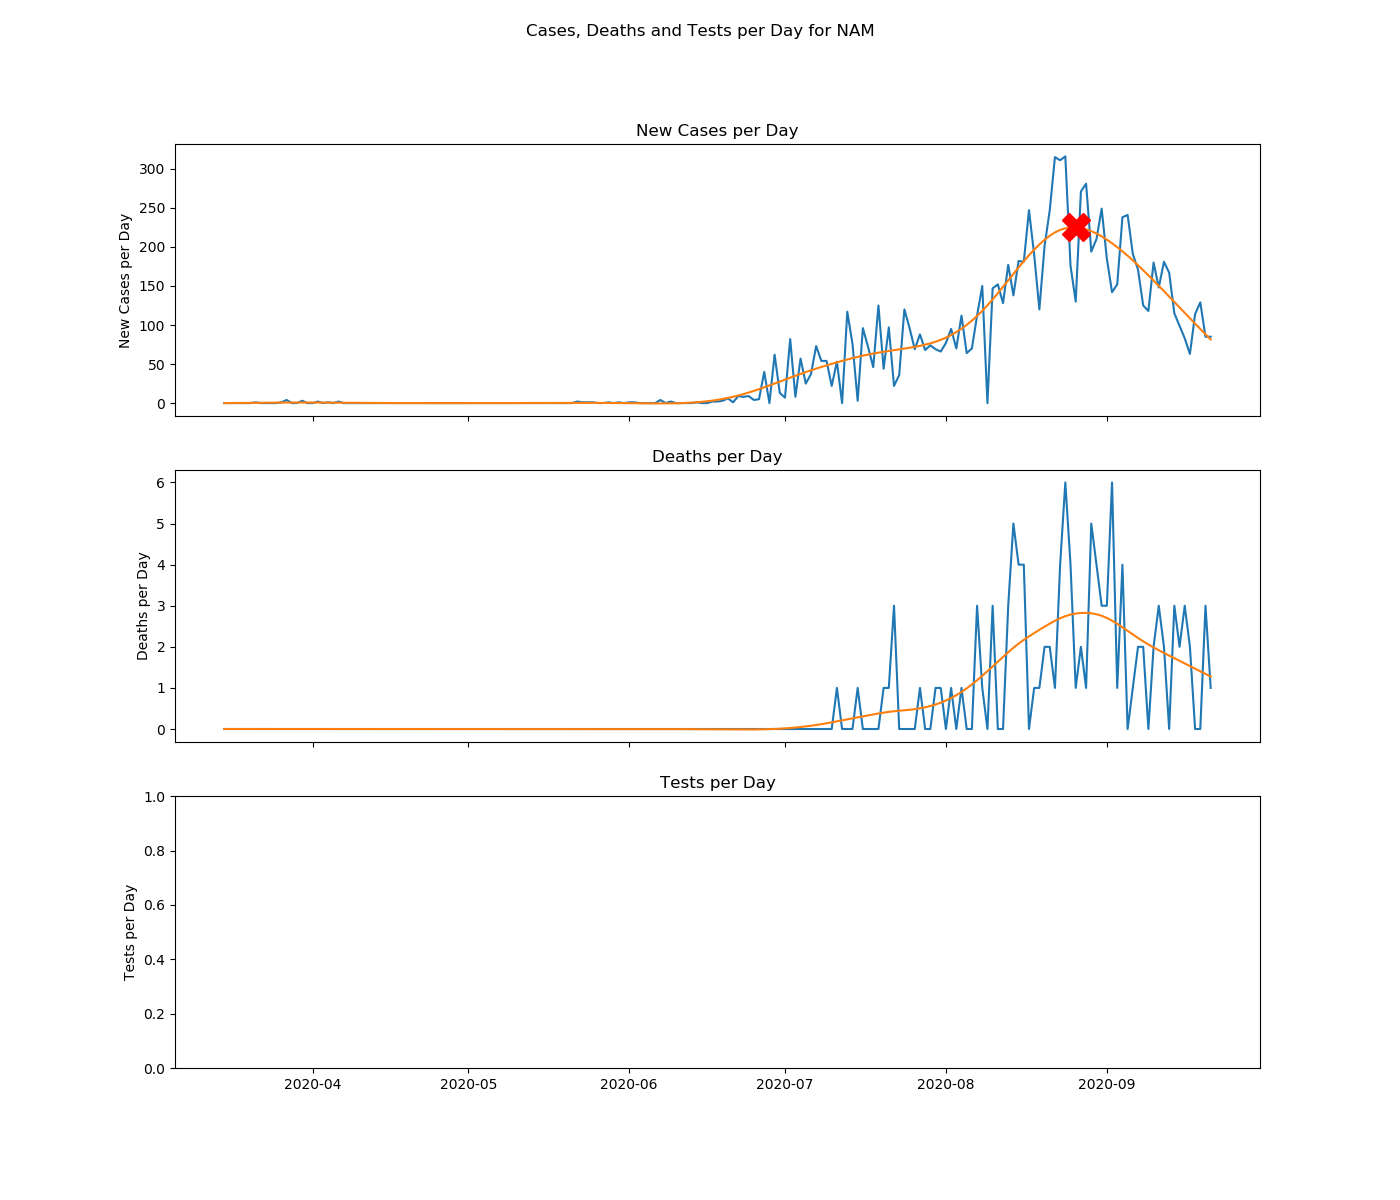 Cases, Deaths and Tests per Day for NAM
New Cases per Day
New Cases per Day
300
250
200
150
100
50
0
Deaths per Day
Deaths per Day
6
5
4
3
2
1
0
Tests per Day
Tests per Day
1.0
0.8
0.6
0.4
0.2
0.0
2020-04 2020-05 2020-06 2020-07 2020-08 2020-09